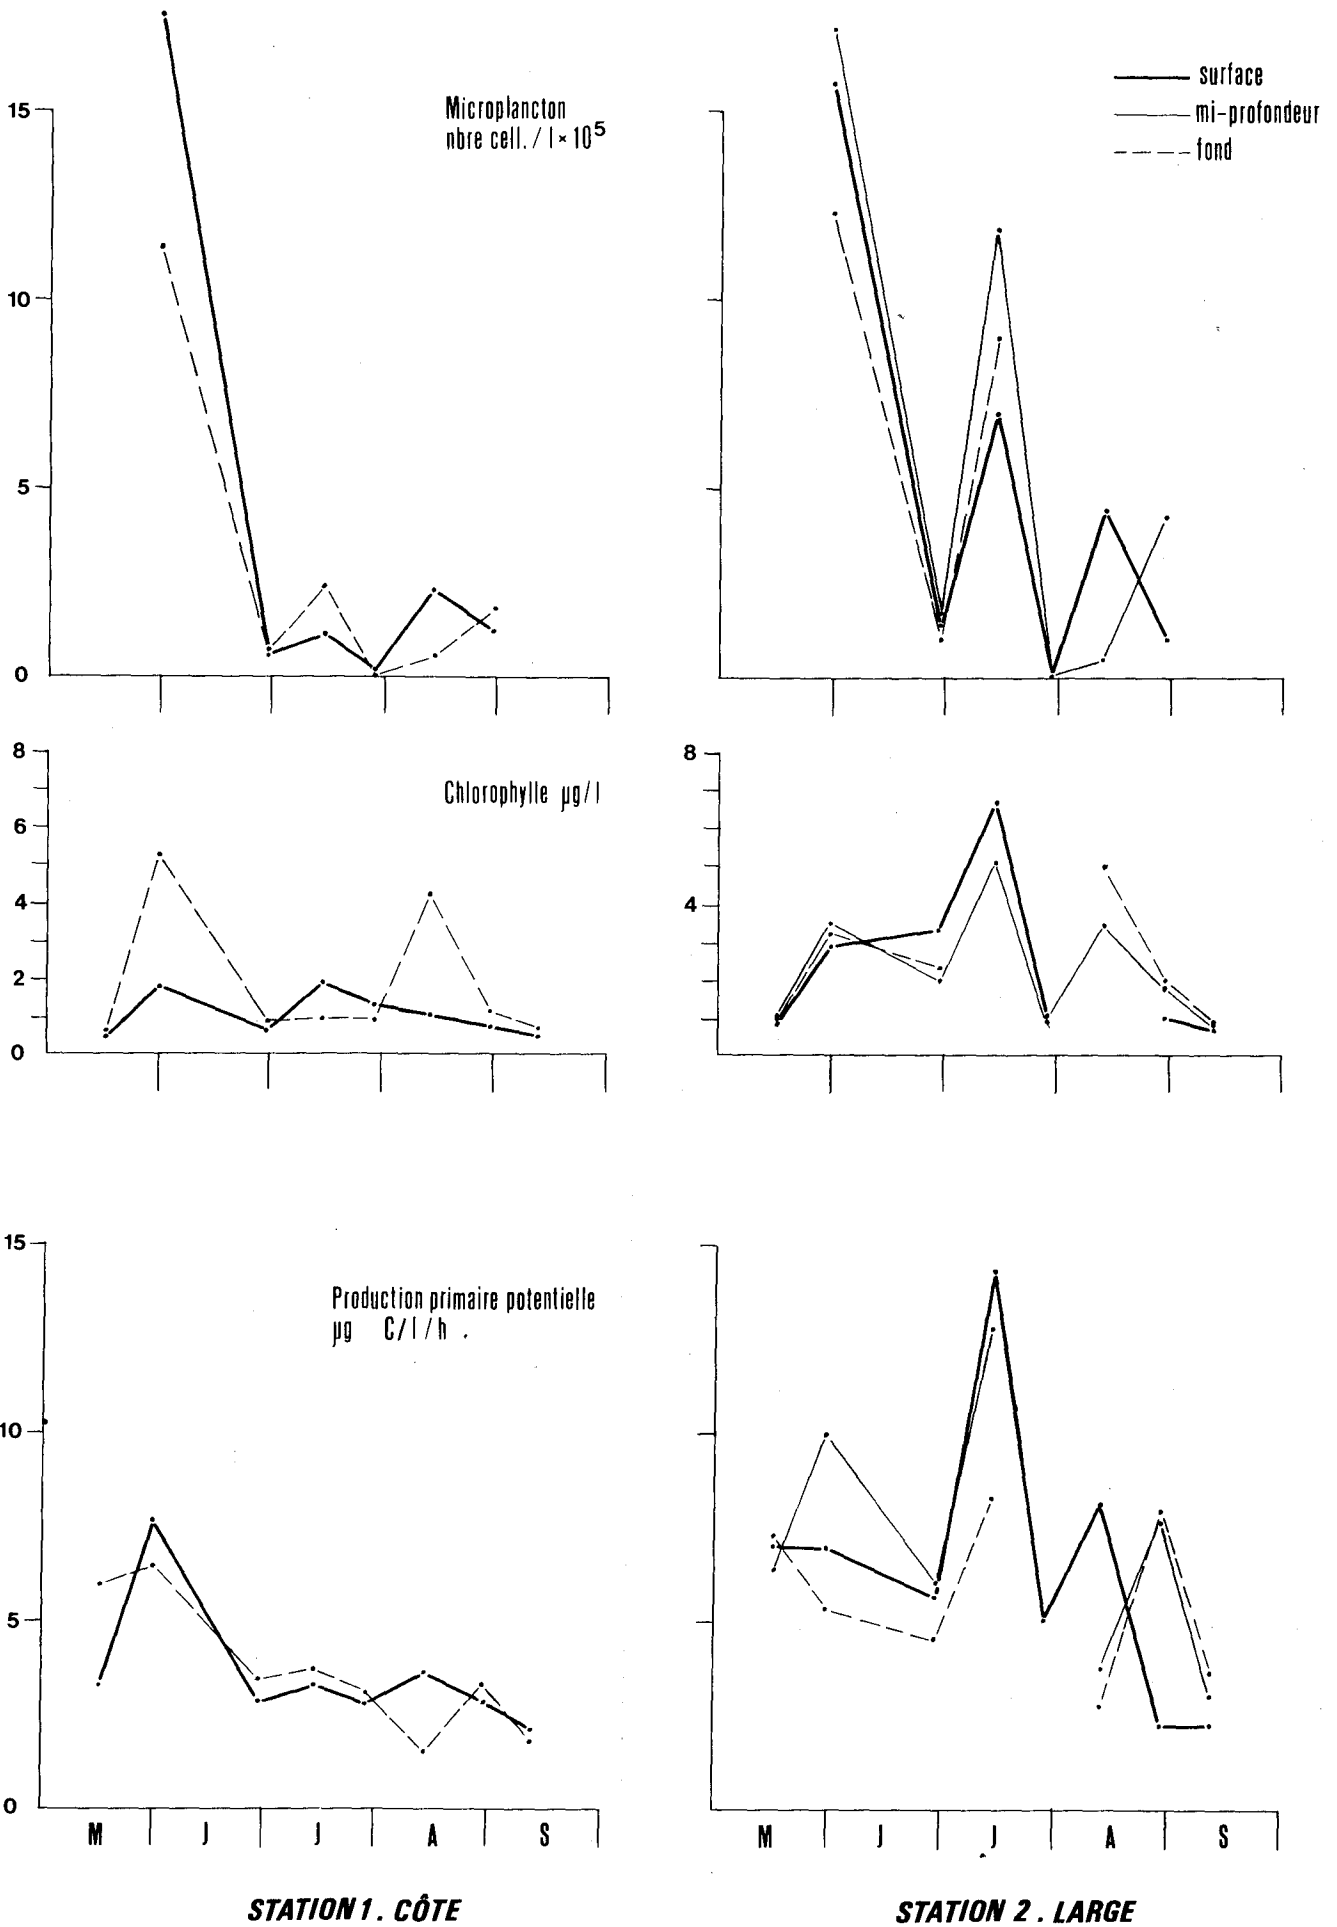 Microplancton
nbre cell. / l × 10⁵
15
10
5
0
surface
mi-profondeur
fond
Chlorophylle µg/l
8
6
4
2
0
8
4
Production primaire potentielle
µg C/l/h .
15
10
5
0
M J J A S
M J J A S
STATION 1 . CÔTE
STATION 2 . LARGE